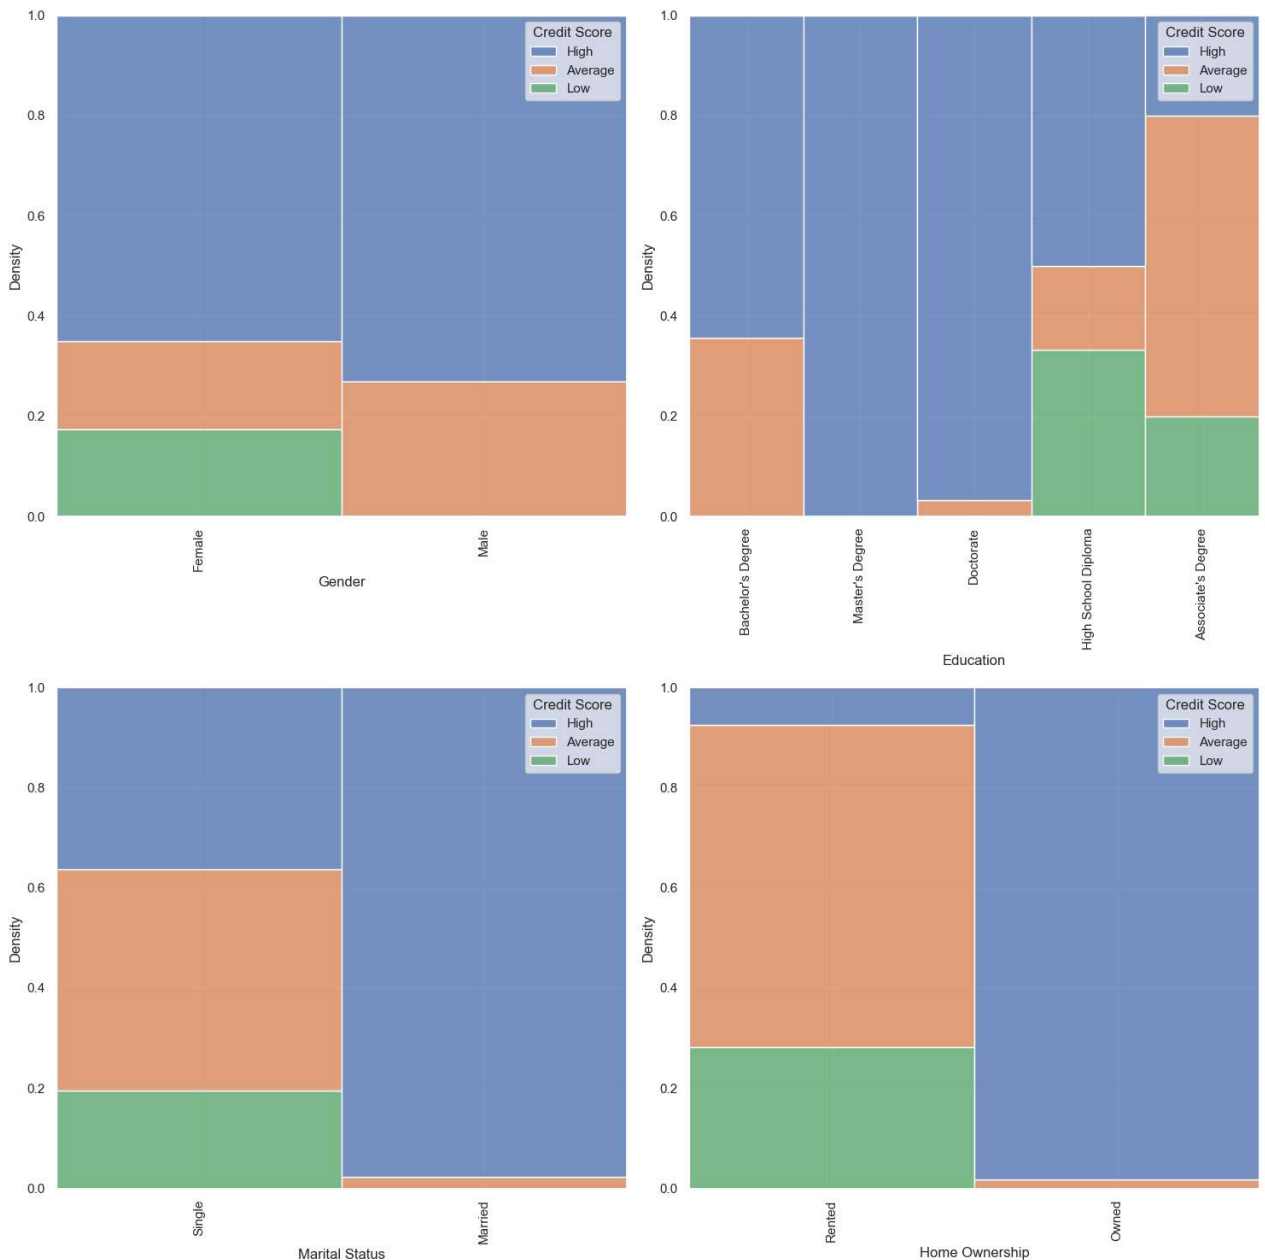 1.0
0.8
0.6
0.4
0.2
0.0
Density
Female
Male
Gender
Credit Score
High
Average
Low
1.0
0.8
0.6
0.4
0.2
0.0
Density
Bachelor's Degree
Master's Degree
Doctorate
High School Diploma
Associate's Degree
Education
Credit Score
High
Average
Low
1.0
0.8
0.6
0.4
0.2
0.0
Density
Single
Married
Marital Status
Credit Score
High
Average
Low
1.0
0.8
0.6
0.4
0.2
0.0
Density
Rented
Owned
Home Ownership
Credit Score
High
Average
Low